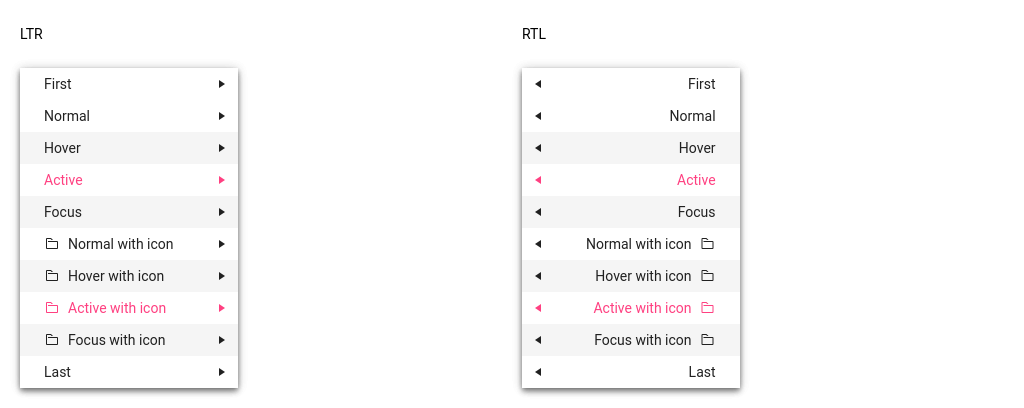 LTR
First
Normal
Hover
Active
Focus
Normal with icon
Hover with icon
Active with icon
Focus with icon
Last
RTL
First
Normal
Hover
Active
Focus
Normal with icon
Hover with icon
Active with icon
Focus with icon
Last